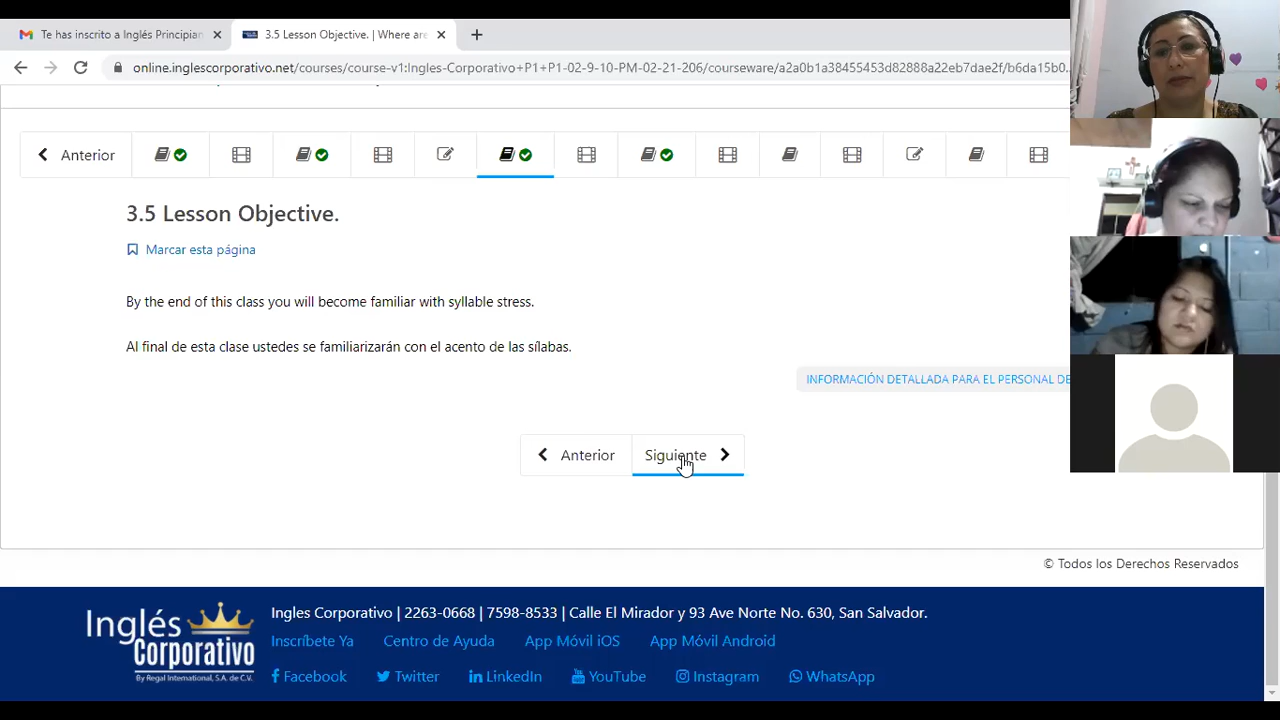 Te has inscrito a Inglés Principian
3.5 Lesson Objective. | Where are
online.inglescorporativo.net/courses/course-v1:Ingles-Corporativo+P1+P1-02-9-10-PM-02-21-206/courseware/a2a0b1a38455453d82888a22eb7dae2f/b6da15b0...
Anterior
3.5 Lesson Objective.
Marcar esta página
By the end of this class you will become familiar with syllable stress.
Al final de esta clase ustedes se familiarizarán con el acento de las sílabas.
INFORMACIÓN DETALLADA PARA EL PERSONAL DE
Anterior
Siguiente
© Todos los Derechos Reservados
Inglés Corporativo
By Regal International, S.A. de C.V.
Ingles Corporativo | 2263-0668 | 7598-8533 | Calle El Mirador y 93 Ave Norte No. 630, San Salvador.
Inscríbete Ya
Centro de Ayuda
App Móvil iOS
App Móvil Android
Facebook
Twitter
LinkedIn
YouTube
Instagram
WhatsApp